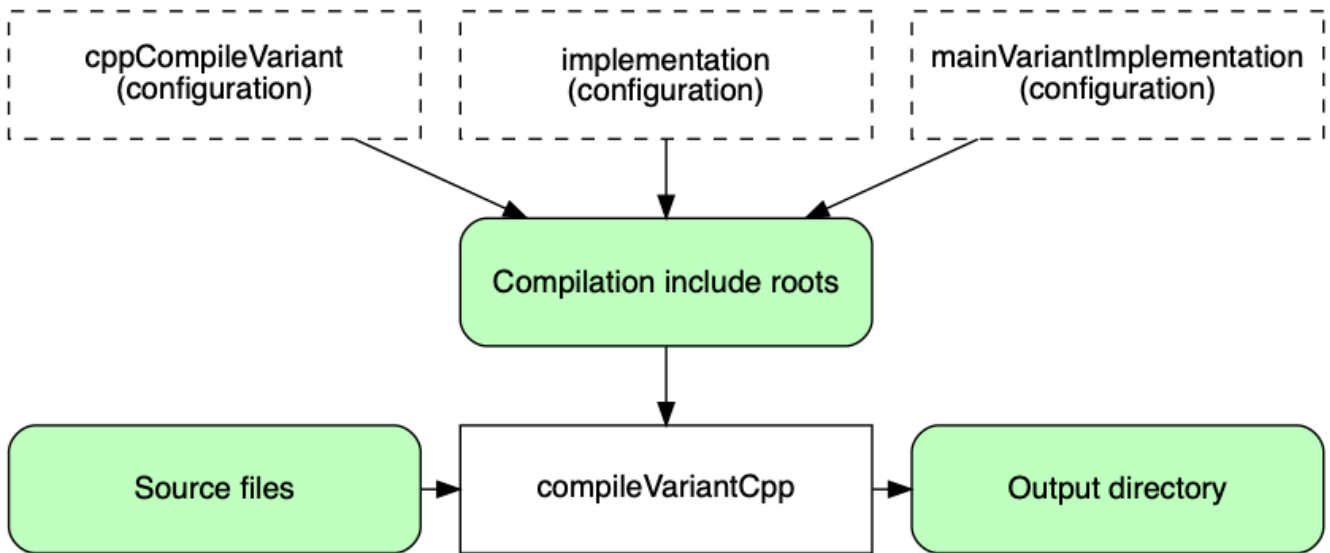 cppCompileVariant
(configuration)
implementation
(configuration)
mainVariantImplementation
(configuration)
Compilation include roots
Source files
compileVariantCpp
Output directory